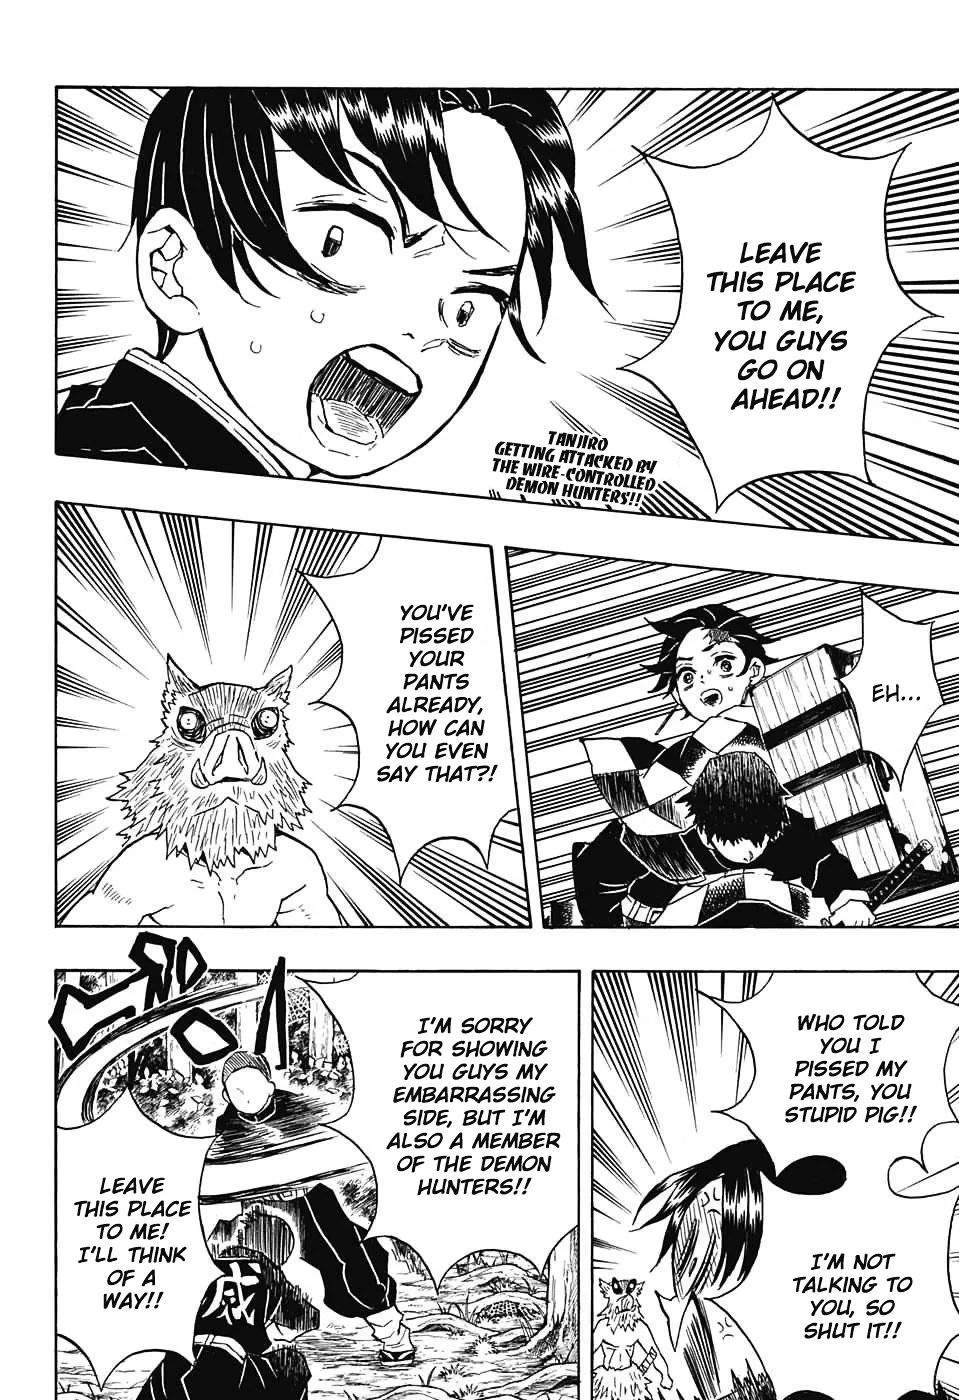 LEAVE
THIS PLACE
TO ME,
YOU GUYS
GO ON
AHEAD!!
TANJIRO
GETTING ATTACKED BY
THE WIRE-CONTROLLED
DEMON HUNTERS!!
EH...
YOU'VE
PISSED
YOUR
PANTS
ALREADY,
HOW CAN
YOU EVEN
SAY THAT?!
WHO TOLD
YOU I
PISSED MY
PANTS, YOU
STUPID PIG!!
I'M NOT
TALKING TO
YOU, SO
SHUT IT!!
I'M SORRY
FOR SHOWING
YOU GUYS MY
EMBARRASSING
SIDE, BUT I'M
ALSO A MEMBER
OF THE DEMON
HUNTERS!!
LEAVE
THIS PLACE
TO ME!
I'LL THINK
OF A
WAY!!